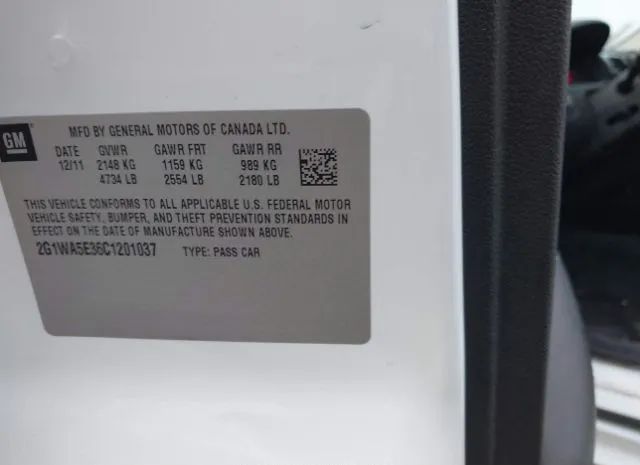 GM
MFD BY GENERAL MOTORS OF CANADA LTD.
DATE GVWR GAWR FRT GAWR RR
12/11 2148 KG 1159 KG 989 KG
4734 LB 2554 LB 2180 LB
THIS VEHICLE CONFORMS TO ALL APPLICABLE U.S. FEDERAL MOTOR
VEHICLE SAFETY, BUMPER, AND THEFT PREVENTION STANDARDS IN
EFFECT ON THE DATE OF MANUFACTURE SHOWN ABOVE.
2G1WA5E36C1201037 TYPE: PASS CAR